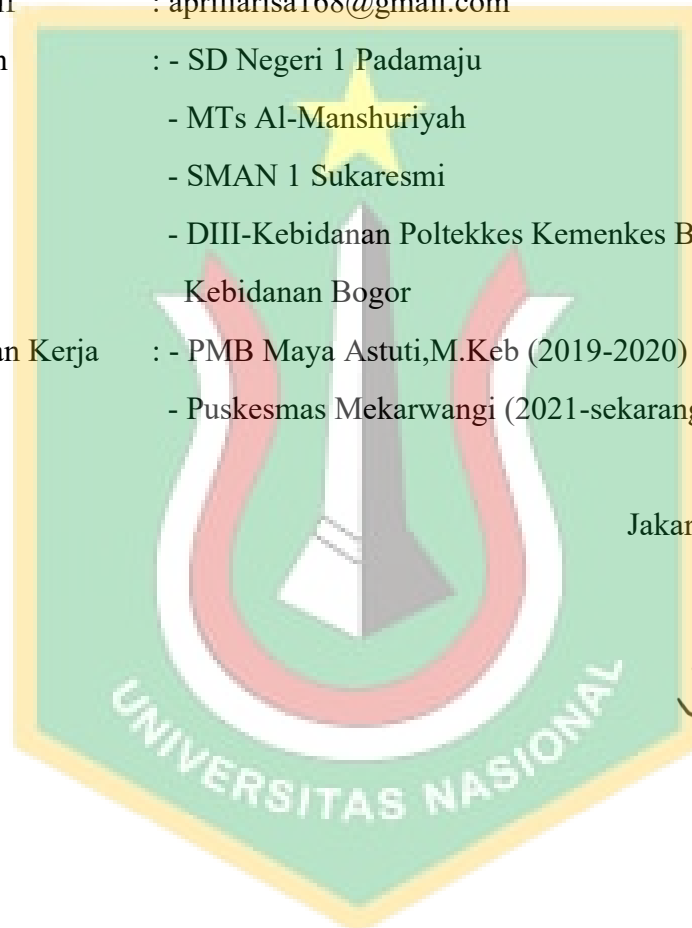 : aprillarisa168@gmail.com
: - SD Negeri 1 Padamaju
- MTs Al-Manshuriyah
- SMAN 1 Sukaresmi
- DIII-Kebidanan Poltekkes Kemenkes B
Kebidanan Bogor
an Kerja : - PMB Maya Astuti,M.Keb (2019-2020)
- Puskesmas Mekarwangi (2021-sekarang
Jakar
UNIVERSITAS NASIONAL